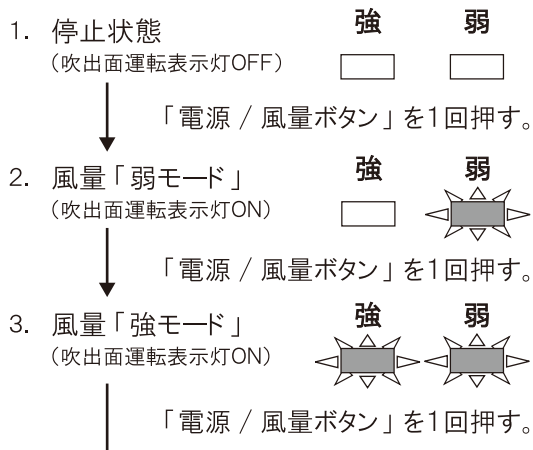 1. 停止状態 強 弱
(吹出面運転表示灯OFF)
「電源 / 風量ボタン」を1回押す。
2. 風量「弱モード」 強 弱
(吹出面運転表示灯ON)
「電源 / 風量ボタン」を1回押す。
3. 風量「強モード」 強 弱
(吹出面運転表示灯ON)
「電源 / 風量ボタン」を1回押す。